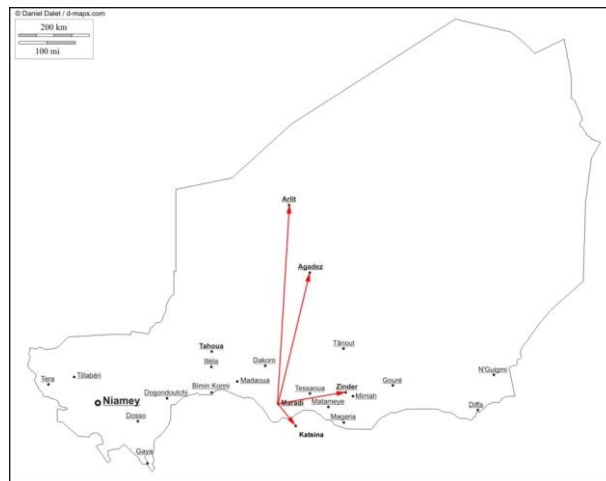 © Daniel Dalet / d-maps.com
200 km
100 mi
Arlit
Agadez
Tahoua
Tânout
Illéla
Dakoro
Tera
Tillabéri
Madaoua
N'Guigmi
Bimin Konni
Tessaoua
Zinder
Gouré
Dogondoutchi
Mirriah
Niamey
Maradi
Matameye
Diffa
Dosso
Magaria
Katsina
Gaya